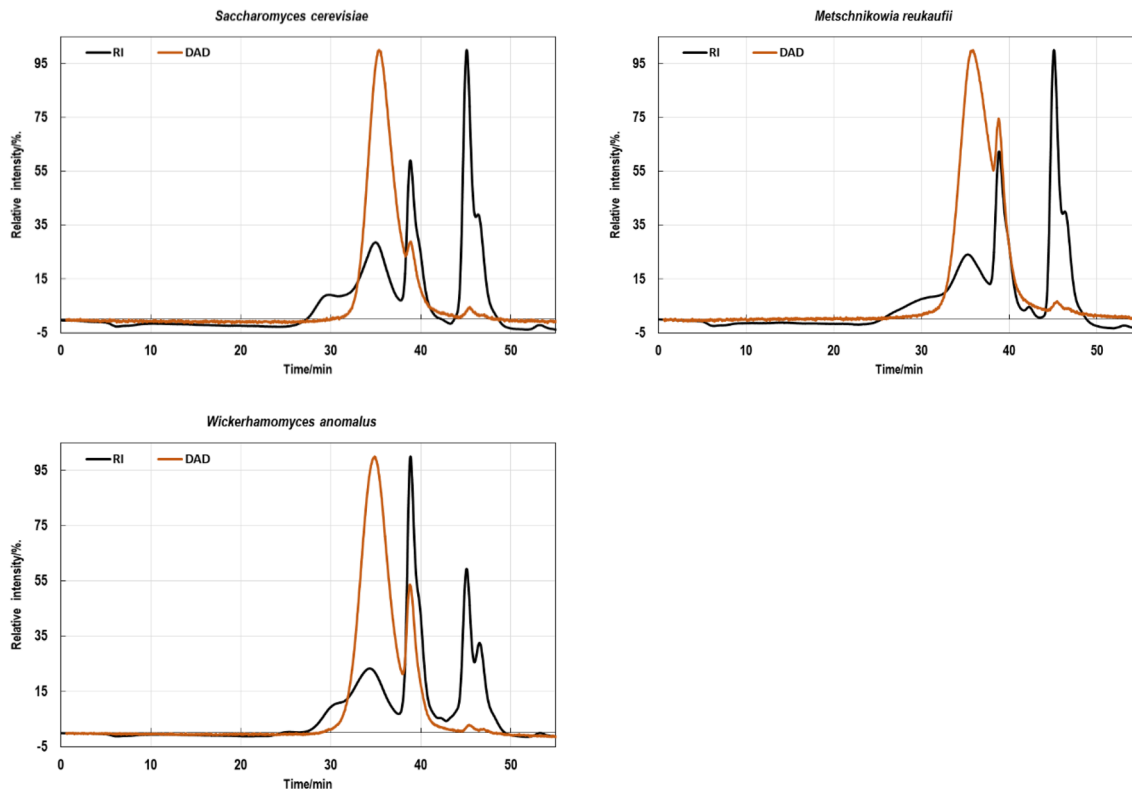 Saccharomyces cerevisiae
RI DAD
95
75
55
35
15
-5
Relative intensity/%.
0 10 20 30 40 50
Time/min
Metschnikowia reukaufii
RI DAD
95
75
55
35
15
-5
Relative intensity/%.
0 10 20 30 40 50
Time/min
Wickerhamomyces anomalus
RI DAD
95
75
55
35
15
-5
Relative intensity/%.
0 10 20 30 40 50
Time/min